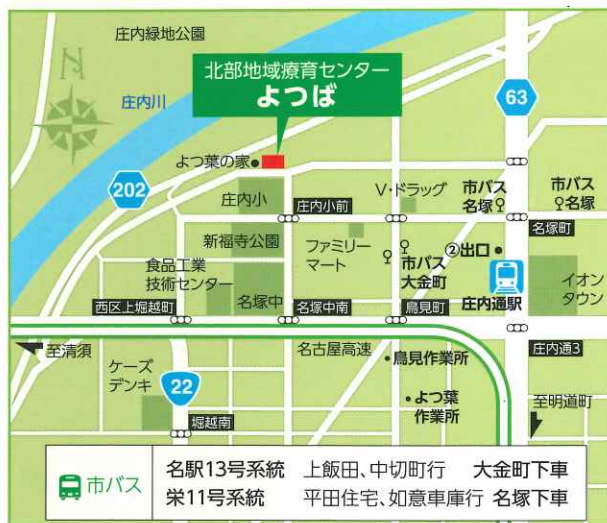 庄内緑地公園
N
北部地域療育センター
よつば
63
庄内川
よつ葉の家
202
庄内小
庄内小前
V・ドラッグ
市バス
名塚
市バス
名塚
名塚町
新福寺公園
ファミリー
マート
市バス
大金町
②出口
食品工業
技術センター
名塚中
イオン
タウン
西区上堀越町
名塚中南
鳥見町
庄内通駅
至清須
名古屋高速
庄内通3
ケーズ
デンキ
22
鳥見作業所
よつ葉
作業所
至明道町
堀越南
市バス
名駅13号系統 上飯田、中切町行 大金町下車
栄11号系統 平田住宅、如意車庫行 名塚下車